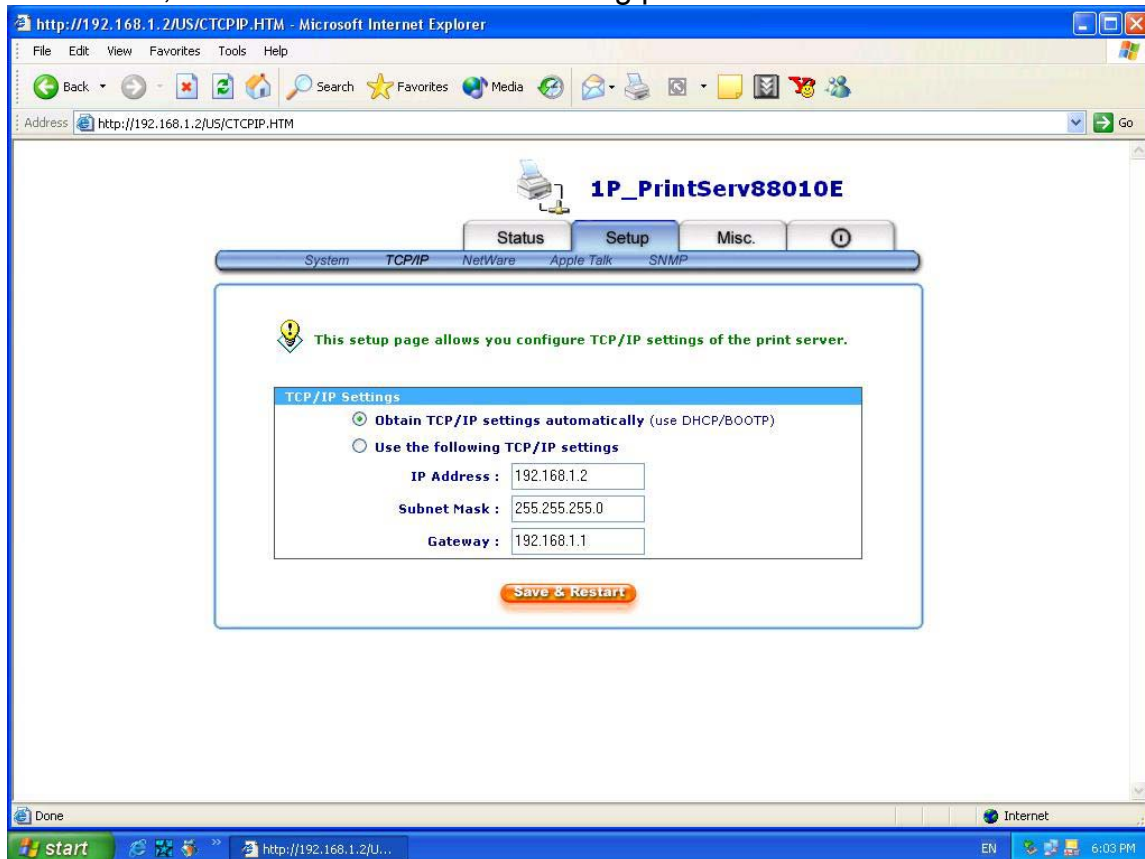 http://192.168.1.2/US/CTCPIP.HTM - Microsoft Internet Explorer
File Edit View Favorites Tools Help
Back Search Favorites Media
Address http://192.168.1.2/US/CTCPIP.HTM Go
1P_PrintServ88010E
Status Setup Misc.
System TCP/IP NetWare Apple Talk SNMP
This setup page allows you configure TCP/IP settings of the print server.
TCP/IP Settings
Obtain TCP/IP settings automatically (use DHCP/BOOTP)
Use the following TCP/IP settings
IP Address : 192.168.1.2
Subnet Mask : 255.255.255.0
Gateway : 192.168.1.1
Save & Restart
Done Internet
start http://192.168.1.2/U... EN 6:03 PM